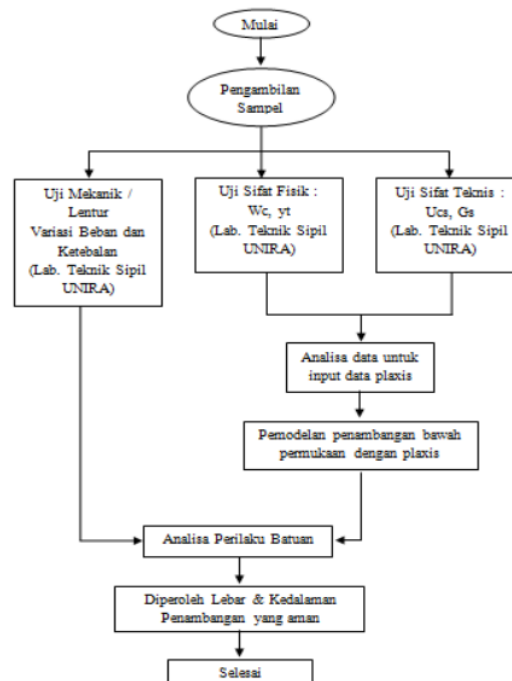 Mulai
Pengambilan
Sampel
Uji Mekanik /
Lentur
Variasi Beban dan
Ketebalan
(Lab. Teknik Sipil
UNIRA)
Uji Sifat Fisik :
Wc, yt
(Lab. Teknik Sipil
UNIRA)
Uji Sifat Teknis :
Ucs, Gs
(Lab. Teknik Sipil
UNIRA)
Analisa data untuk
input data plaxis
Pemodelan penambangan bawah
permukaan dengan plaxis
Analisa Perilaku Batuan
Diperoleh Lebar & Kedalaman
Penambangan yang aman
Selesai